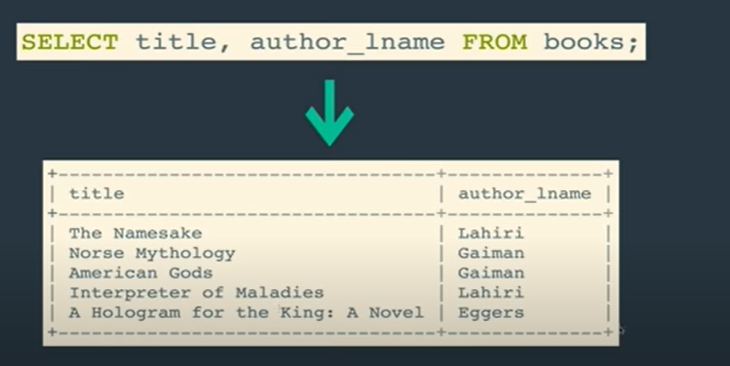 SELECT title, author_lname FROM books;
+-----------------------------------+--------------+
| title | author_lname |
+-----------------------------------+--------------+
| The Namesake | Lahiri |
| Norse Mythology | Gaiman |
| American Gods | Gaiman |
| Interpreter of Maladies | Lahiri |
| A Hologram for the King: A Novel | Eggers |
+-----------------------------------+--------------+